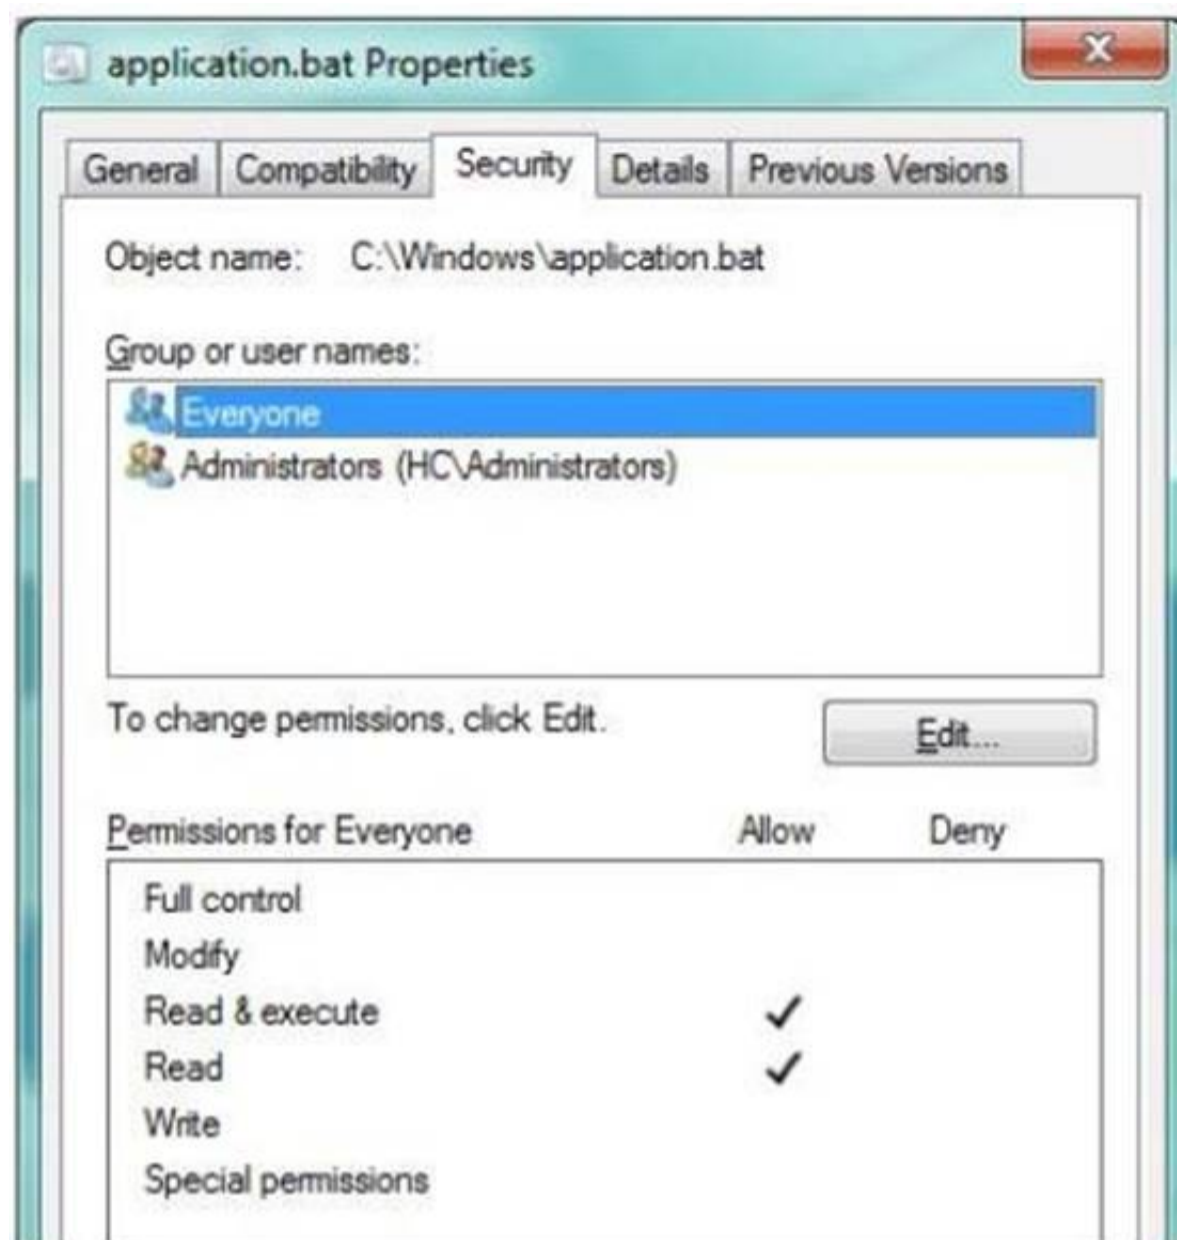 application.bat Properties
General Compatibility Security Details Previous Versions
Object name: C:\Windows\application.bat
Group or user names:
Everyone
Administrators (HC\Administrators)
To change permissions, click Edit.
Edit...
Permissions for Everyone Allow Deny
Full control
Modify
Read & execute
Read
Write
Special permissions